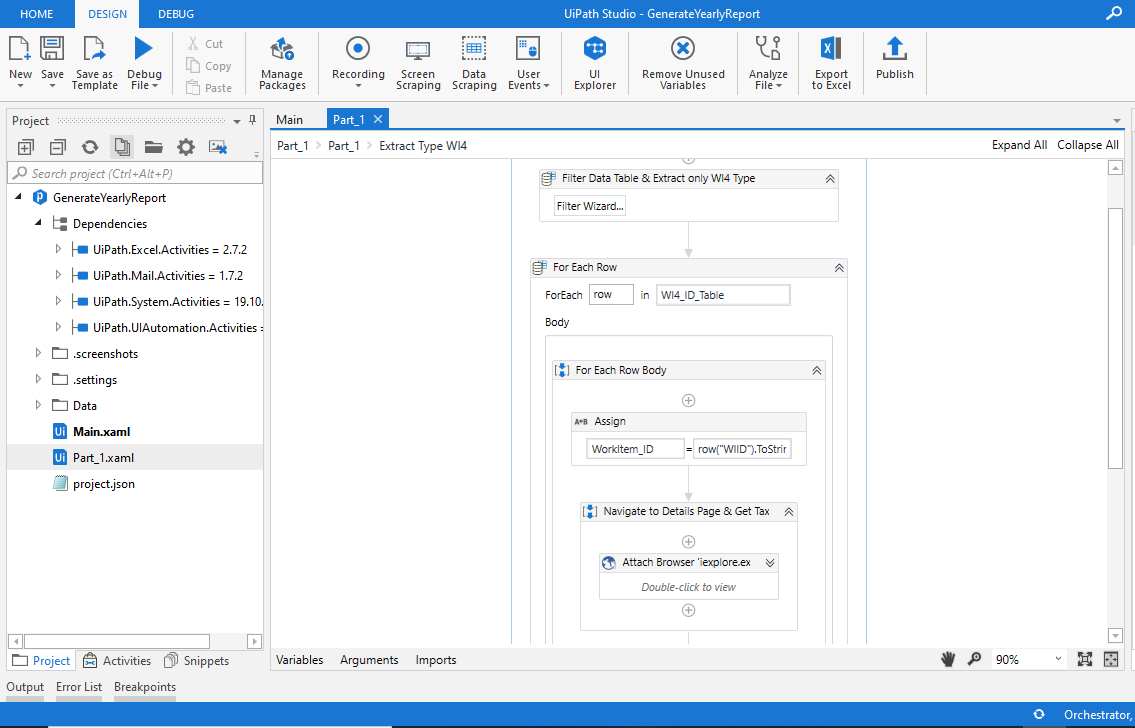 HOME DESIGN DEBUG UiPath Studio - GenerateYearlyReport
New Save Save as Template Debug File Cut Copy Paste Manage Packages Recording Screen Scraping Data Scraping User Events UI Explorer Remove Unused Variables Analyze File Export to Excel Publish
Project
Search project (Ctrl+Alt+P)
GenerateYearlyReport
Dependencies
UiPath.Excel.Activities = 2.7.2
UiPath.Mail.Activities = 1.7.2
UiPath.System.Activities = 19.10.
UiPath.UIAutomation.Activities =
.screenshots
.settings
Data
Main.xaml
Part_1.xaml
project.json
Project Activities Snippets
Main Part_1
Part_1 Part_1 Extract Type WI4 Expand All Collapse All
Filter Data Table & Extract only WI4 Type
Filter Wizard...
For Each Row
ForEach row in WI4_ID_Table
Body
For Each Row Body
A+B Assign
WorkItem_ID = row("WIID").ToStrir
Navigate to Details Page & Get Tax
Attach Browser 'iexplore.ex
Double-click to view
Variables Arguments Imports 90%
Output Error List Breakpoints
Orchestrator,